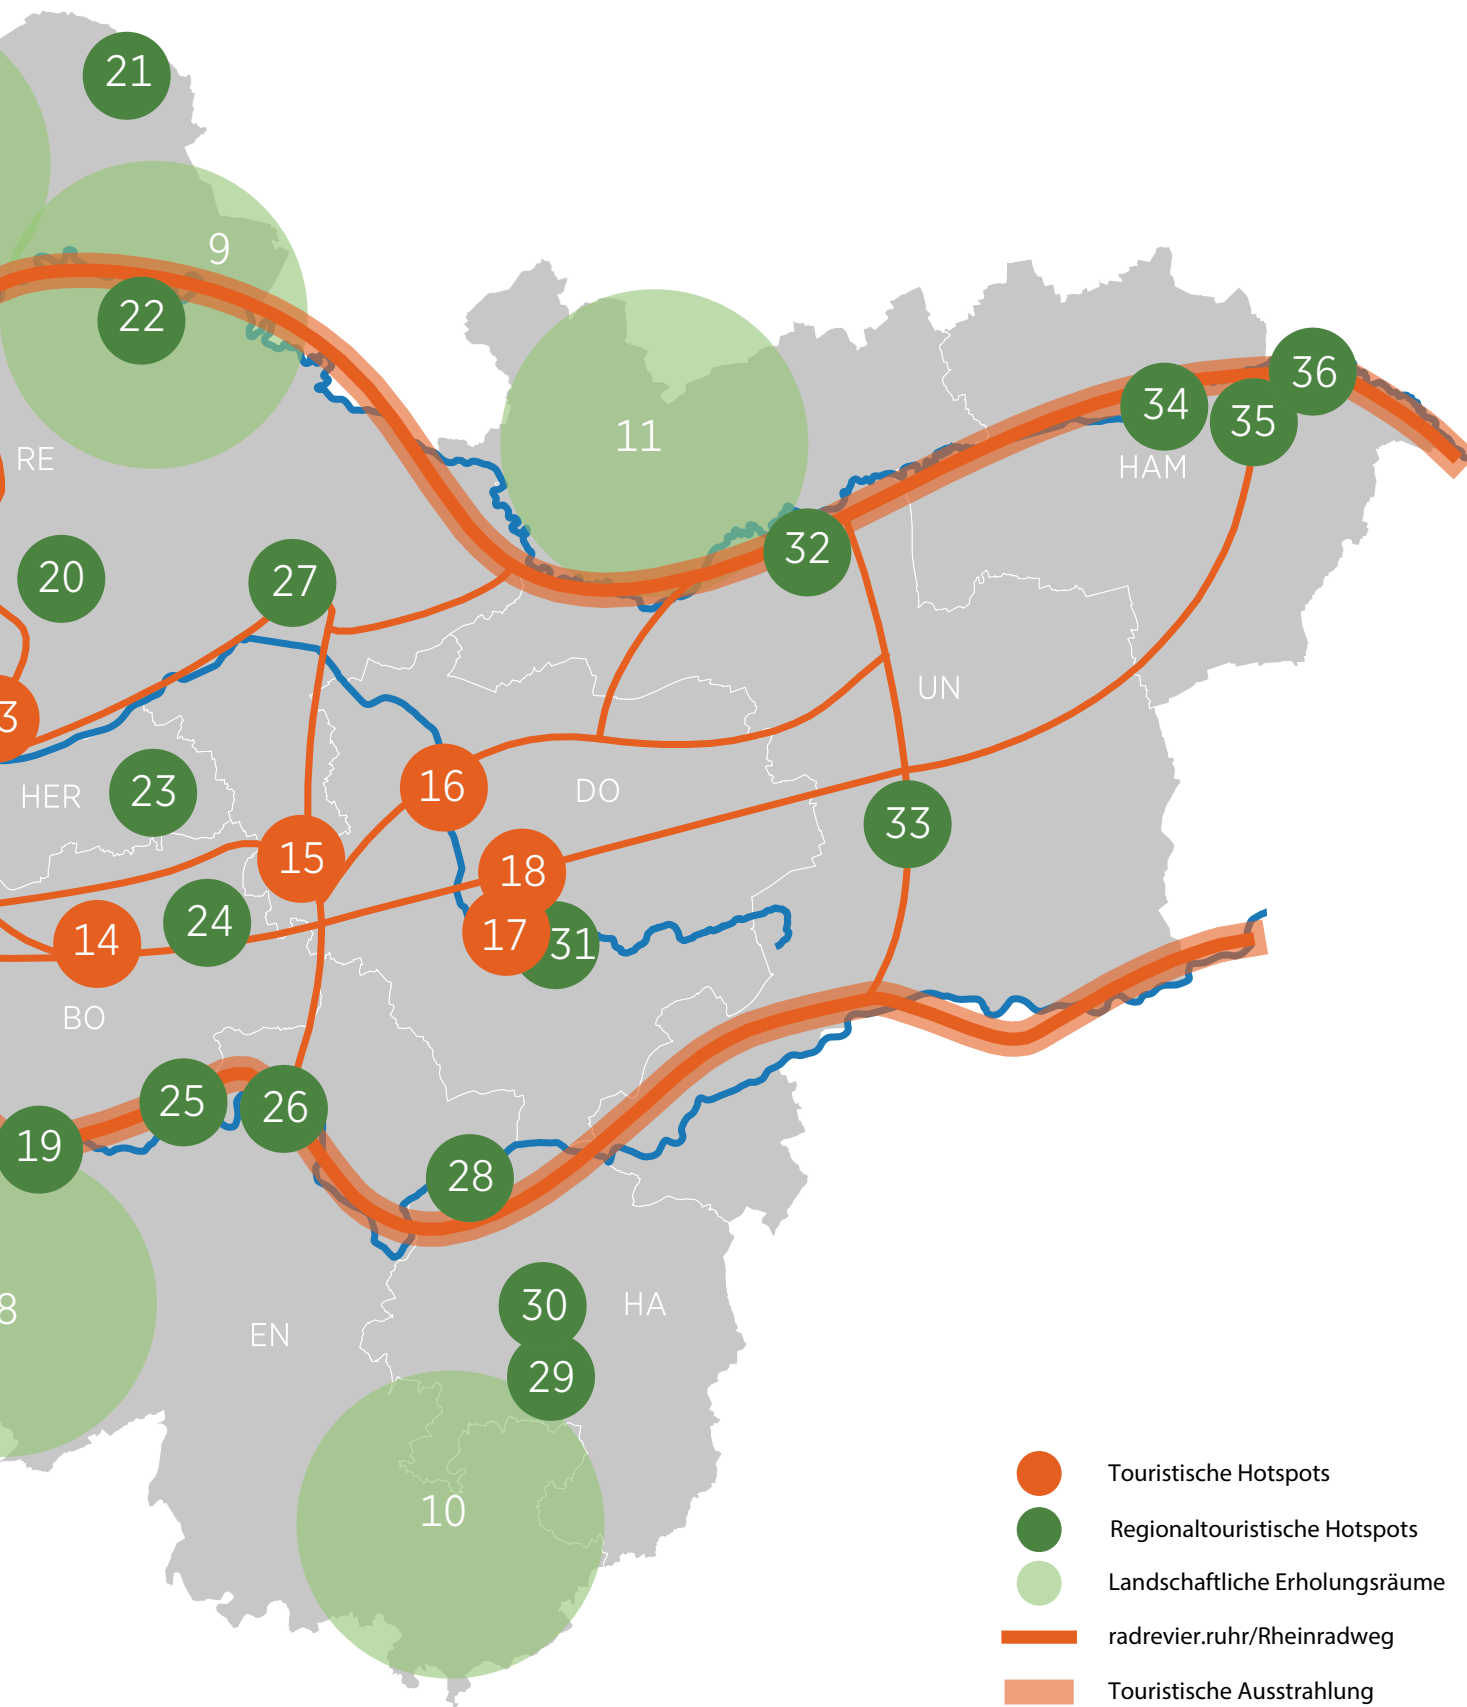 21
9
22
11
36
34
35
RE
HAM
32
20
27
UN
3
16
DO
HER
23
33
15
18
24
14
17
31
BO
25
26
19
28
30
HA
8
EN
29
10
Touristische Hotspots
Regionaltouristische Hotspots
Landschaftliche Erholungsräume
radrevier.ruhr/Rheinradweg
Touristische Ausstrahlung